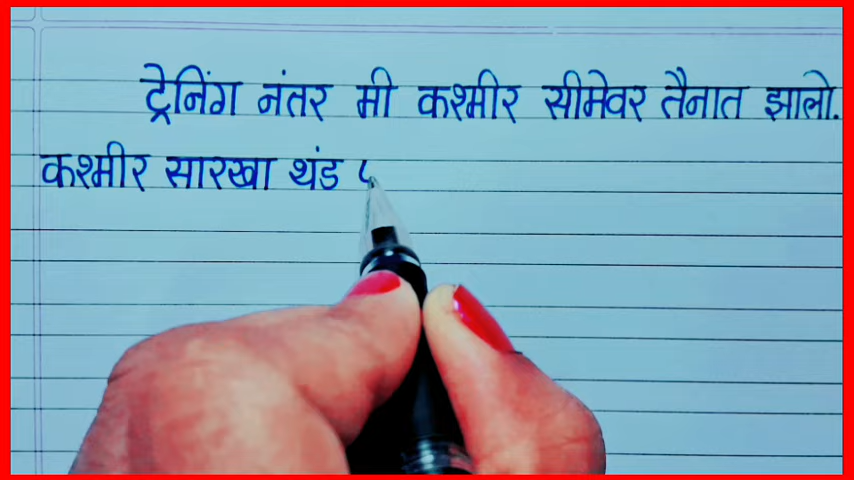 ट्रेनिंग नंतर मी कश्मीर सीमेवर तैनात झालो.
कश्मीर सारखा थंड